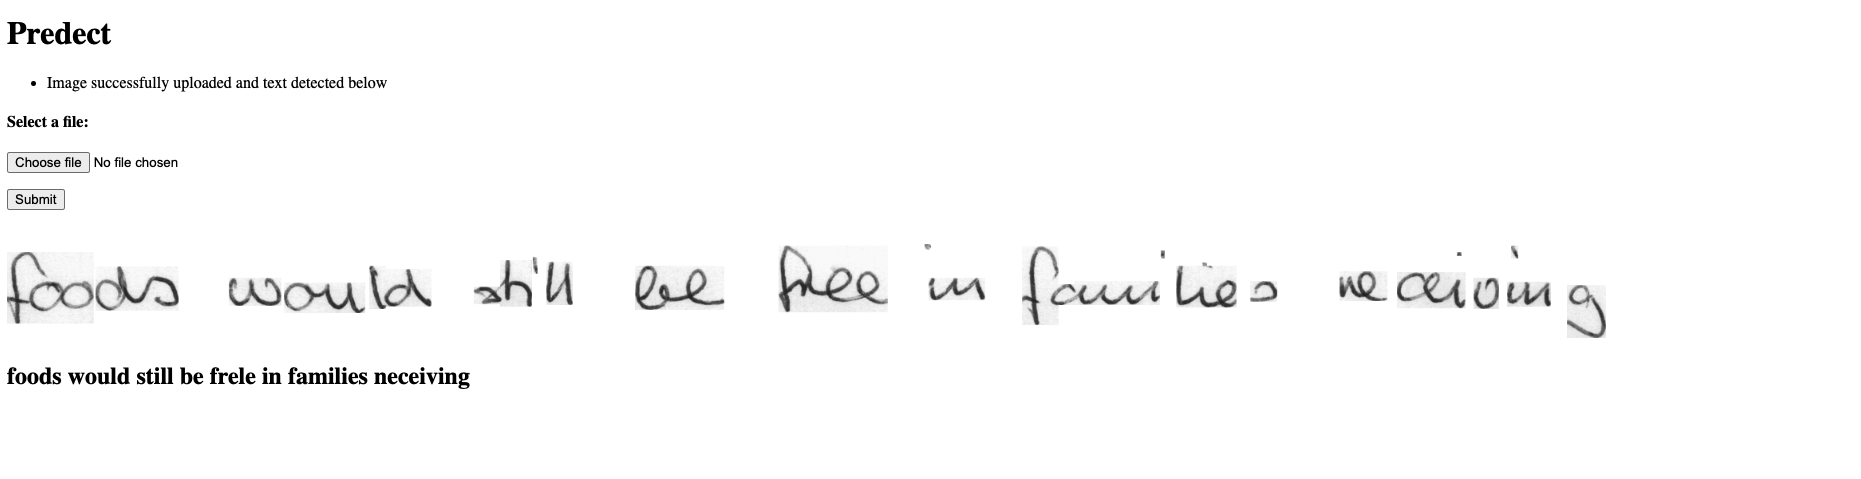 Predect
Image successfully uploaded and text detected below
Select a file:
Choose file No file chosen
Submit
foods would still be free in families receiving
foods would still be frele in families neceiving